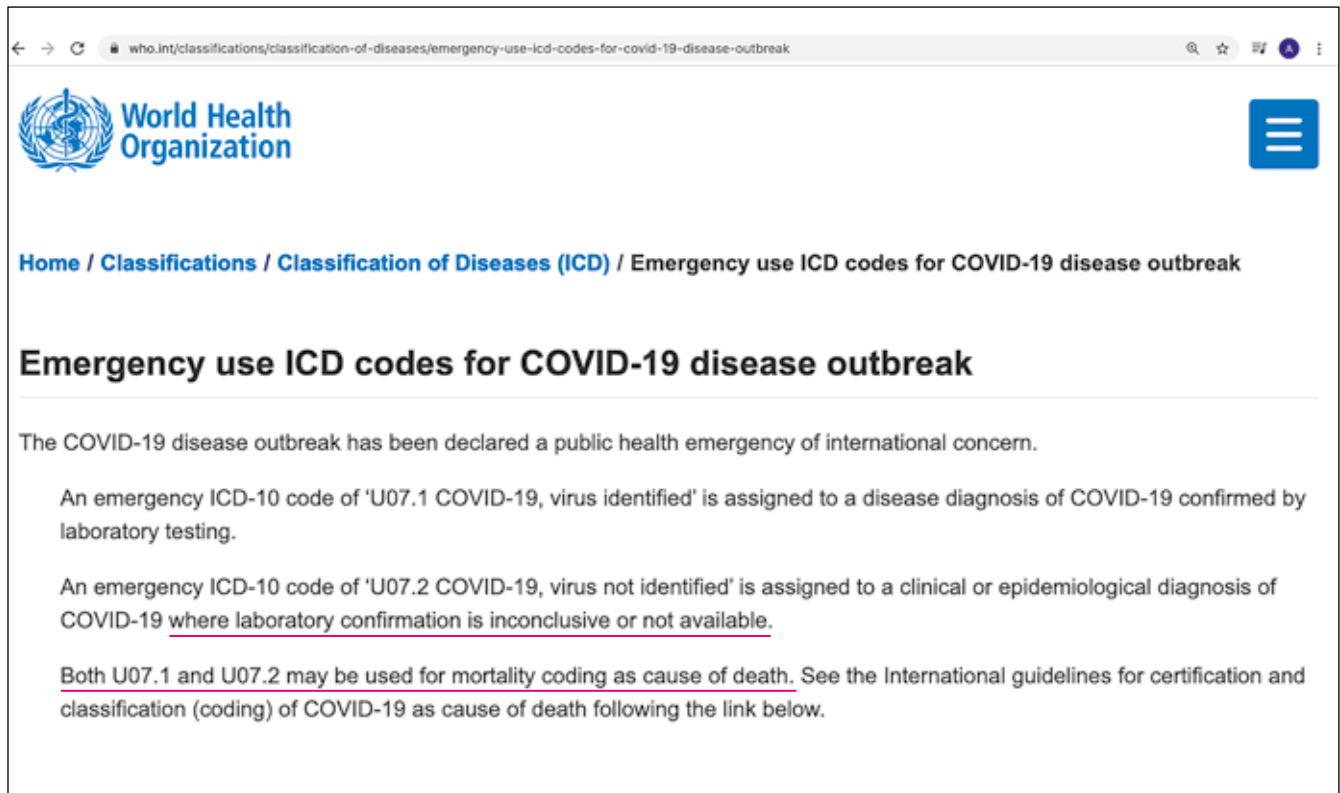 who.int/classifications/classification-of-diseases/emergency-use-icd-codes-for-covid-19-disease-outbreak
A
World Health
Organization
Home / Classifications / Classification of Diseases (ICD) / Emergency use ICD codes for COVID-19 disease outbreak
Emergency use ICD codes for COVID-19 disease outbreak
The COVID-19 disease outbreak has been declared a public health emergency of international concern.
An emergency ICD-10 code of ‘U07.1 COVID-19, virus identified’ is assigned to a disease diagnosis of COVID-19 confirmed by
laboratory testing.
An emergency ICD-10 code of ‘U07.2 COVID-19, virus not identified’ is assigned to a clinical or epidemiological diagnosis of
COVID-19 where laboratory confirmation is inconclusive or not available.
Both U07.1 and U07.2 may be used for mortality coding as cause of death. See the International guidelines for certification and
classification (coding) of COVID-19 as cause of death following the link below.